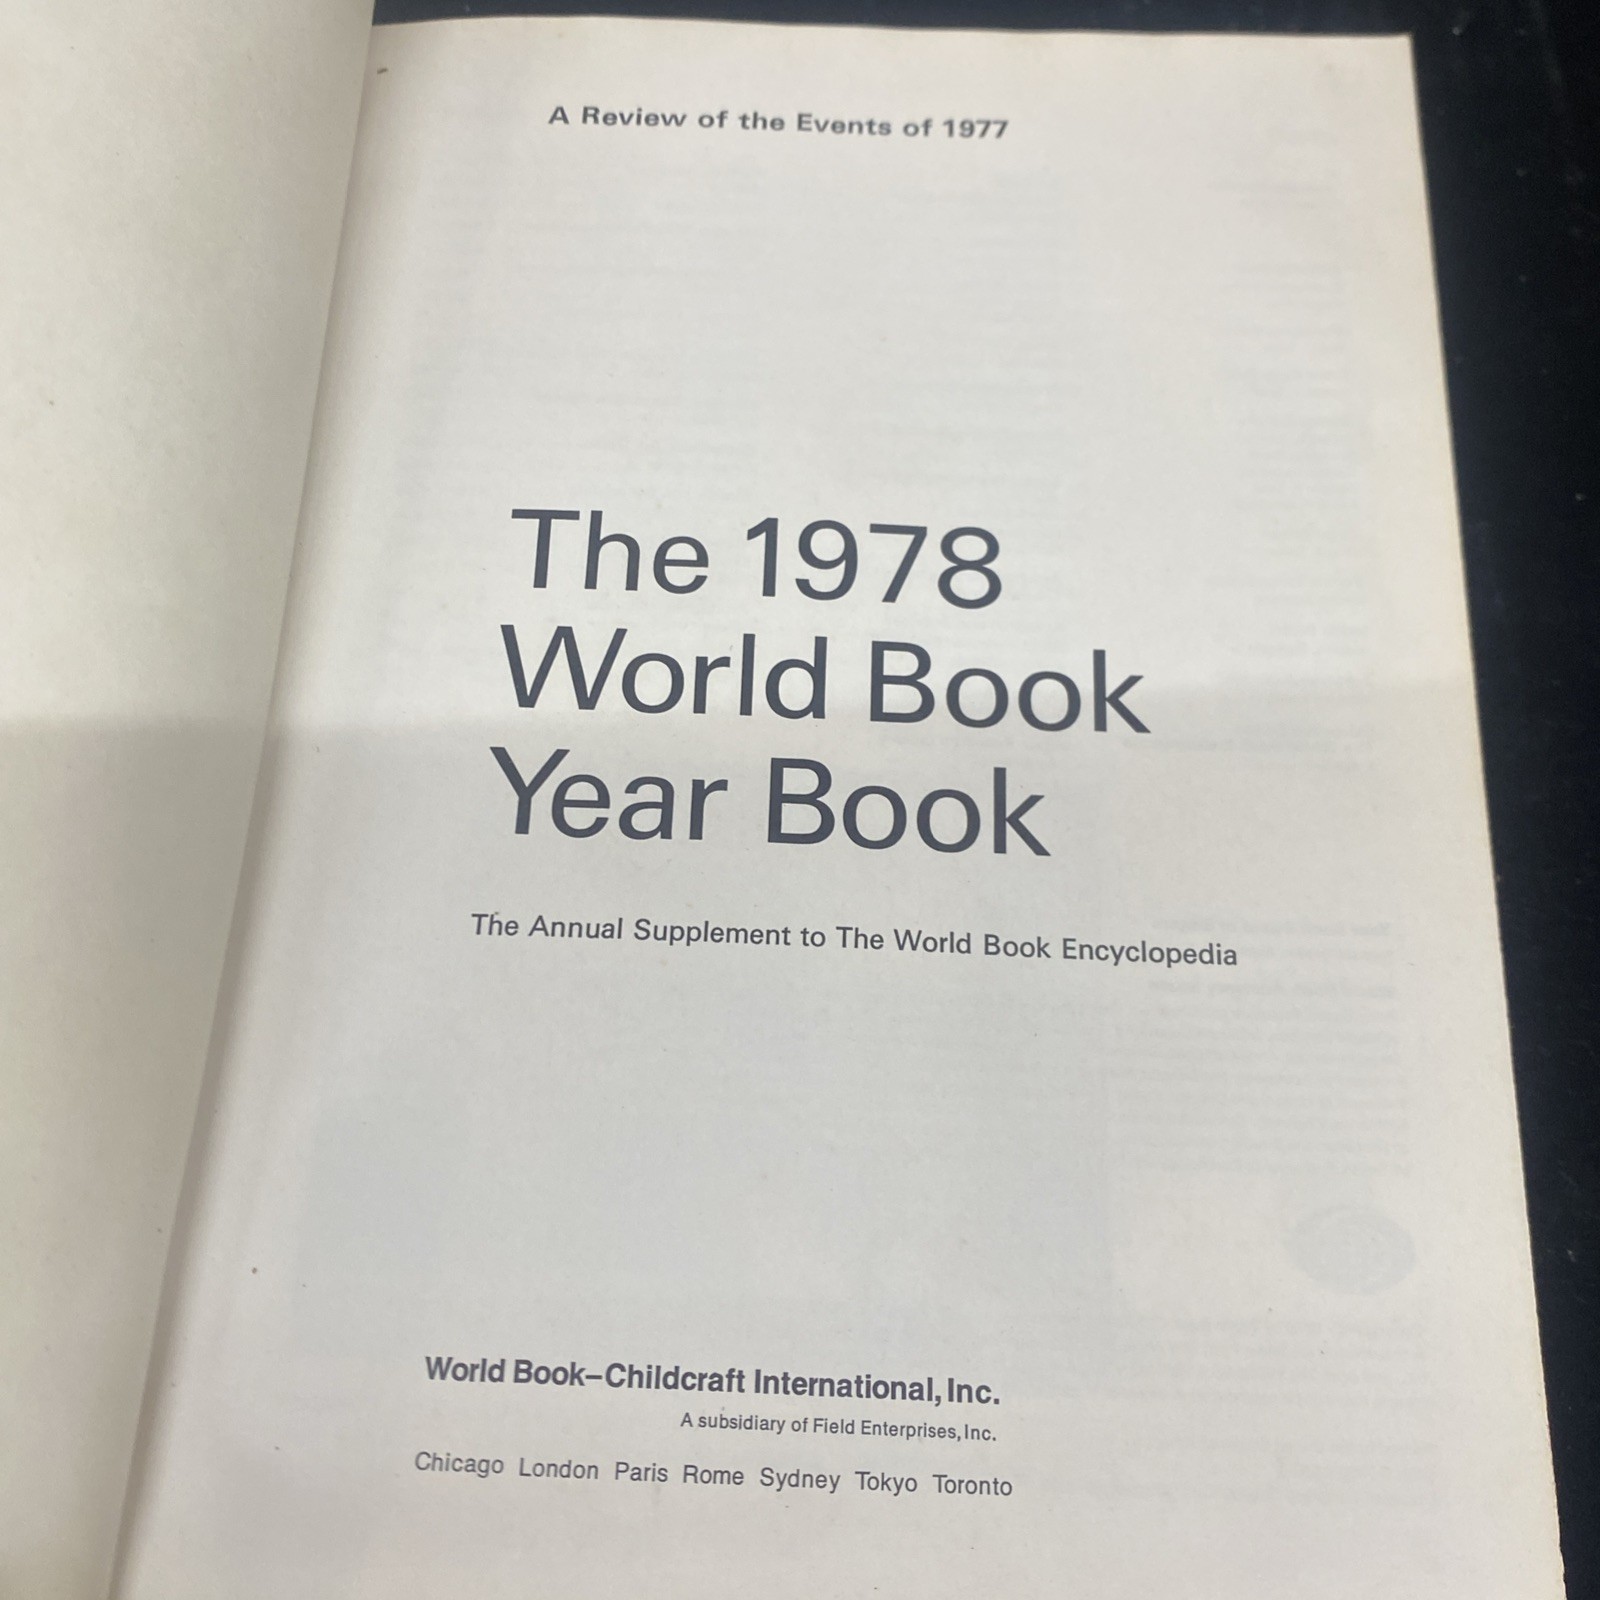 A Review of the Events of 1977
The 1978
World Book
Year Book
The Annual Supplement to The World Book Encyclopedia
World Book–Childcraft International, Inc.
A subsidiary of Field Enterprises, Inc.
Chicago London Paris Rome Sydney Tokyo Toronto